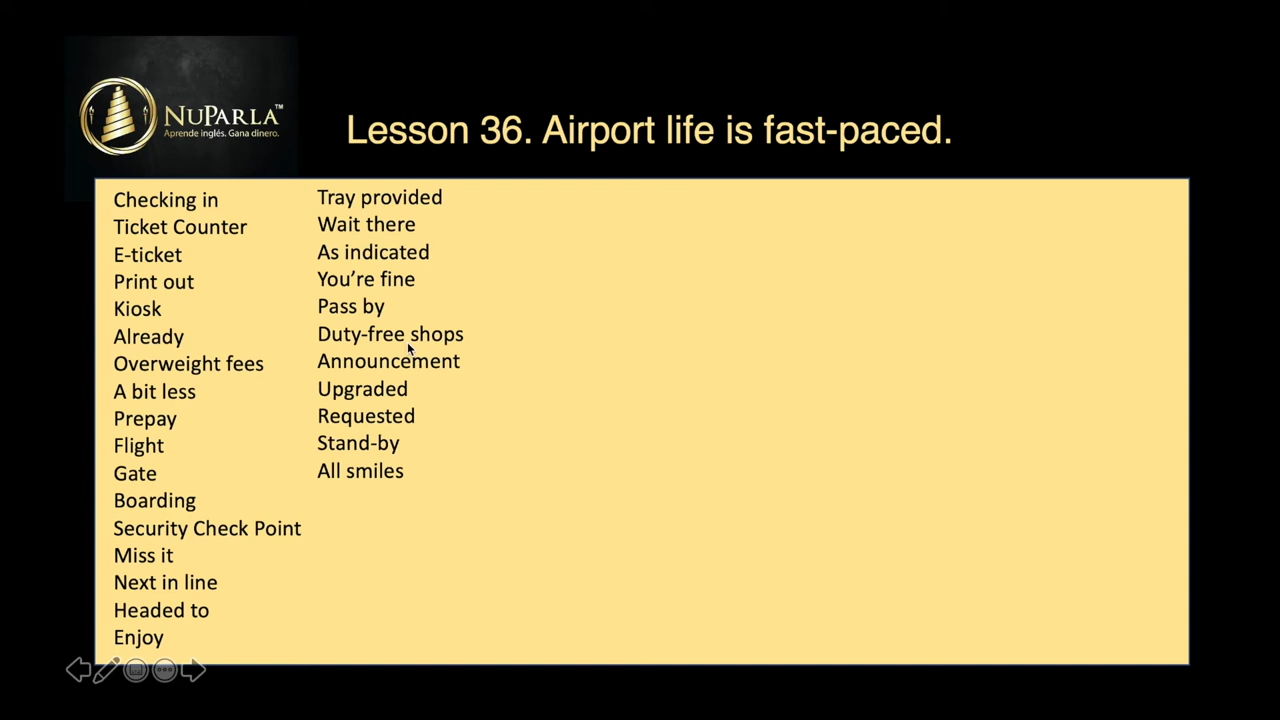 NUPARLA™
Aprende inglés. Gana dinero.
Lesson 36. Airport life is fast-paced.
Checking in
Ticket Counter
E-ticket
Print out
Kiosk
Already
Overweight fees
A bit less
Prepay
Flight
Gate
Boarding
Security Check Point
Miss it
Next in line
Headed to
Enjoy
Tray provided
Wait there
As indicated
You’re fine
Pass by
Duty-free shops
Announcement
Upgraded
Requested
Stand-by
All smiles